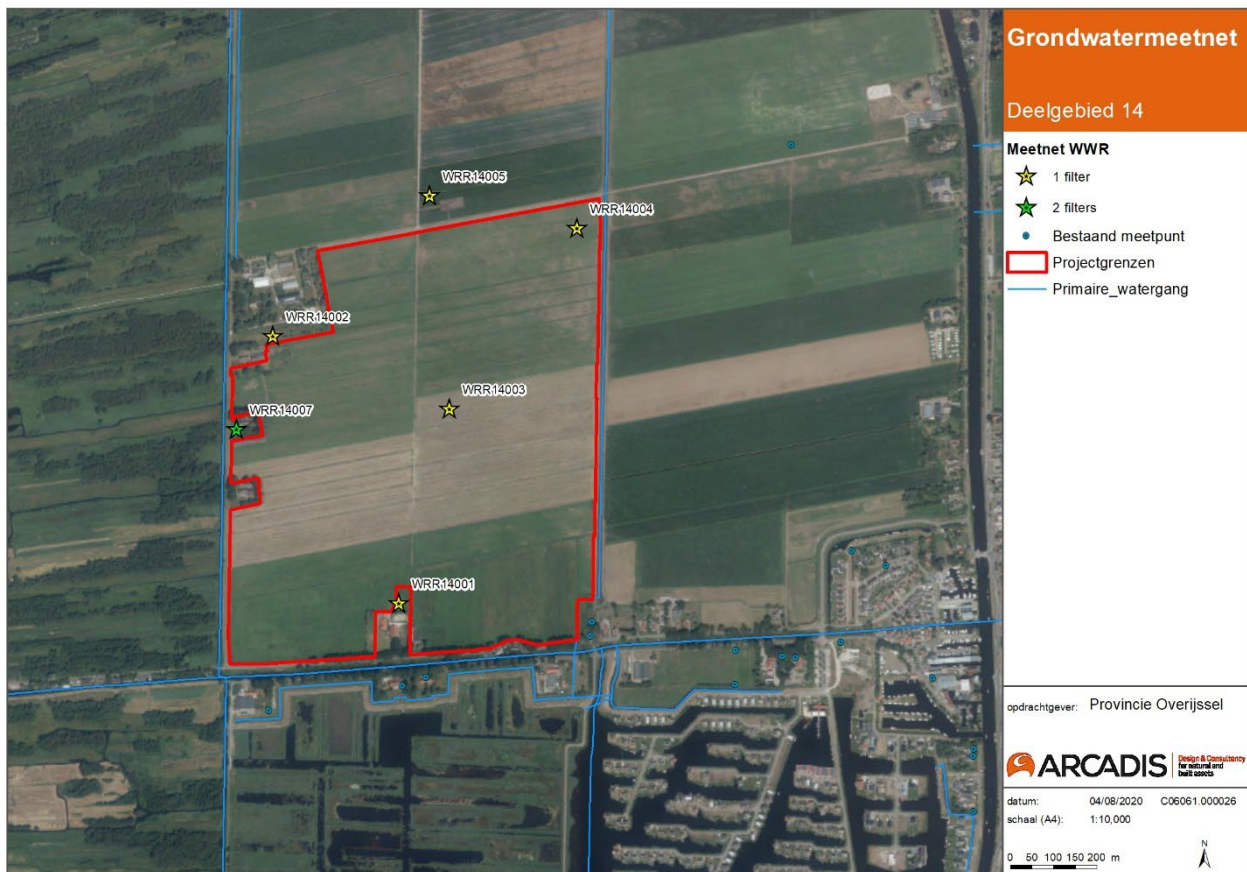 Grondwatermeetnet
Deelgebied 14
Meetnet WWR
1 filter
2 filters
Bestaand meetpunt
Projectgrenzen
Primaire_watergang
WRR14005
WRR14004
WRR14002
WRR14003
WRR14007
WRR14001
opdrachtgever: Provincie Overijssel
ARCADIS
Design & Consultancy
for natural and
built assets
datum: 04/08/2020 C06061.000026
schaal (A4): 1:10,000
0 50 100 150 200 m
N